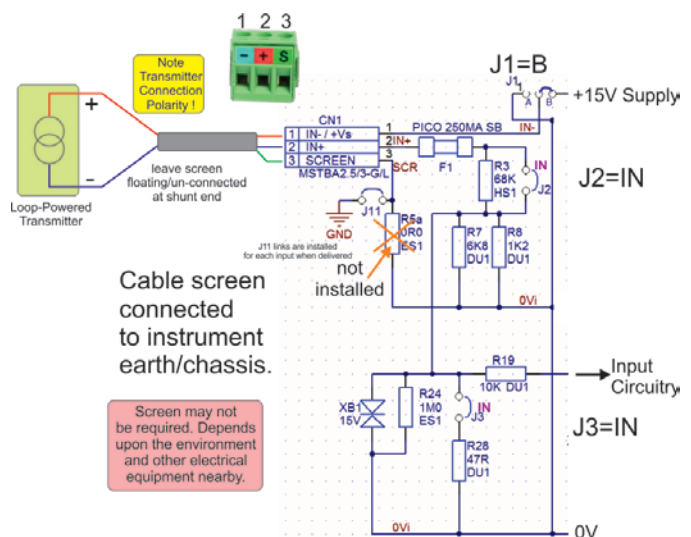 1 2 3
- + S
Note
Transmitter
Connection
Polarity !
J1=B
J1
1
A
B
+15V Supply
+
-
Loop-Powered
Transmitter
leave screen
floating/un-connected
at shunt end
CN1
1 IN- / +Vs
2 IN+
3 SCREEN
MSTBA2.5/3-G/L
1
2
3
IN-
IN+
SCR
PICO 250MA SB
F1
R3
68K
HS1
IN
J2
J2=IN
J11
GND
R5a
0R0
ES1
J11 links are installed
for each input when delivered
not
installed
R7
6K8
DU1
R8
1K2
DU1
0Vi
Cable screen
connected
to instrument
earth/chassis.
Screen may not
be required. Depends
upon the environment
and other electrical
equipment nearby.
R19
10K DU1
Input
Circuitry
XB1
15V
R24
1M0
ES1
IN
J3
J3=IN
R28
47R
DU1
0Vi
0V